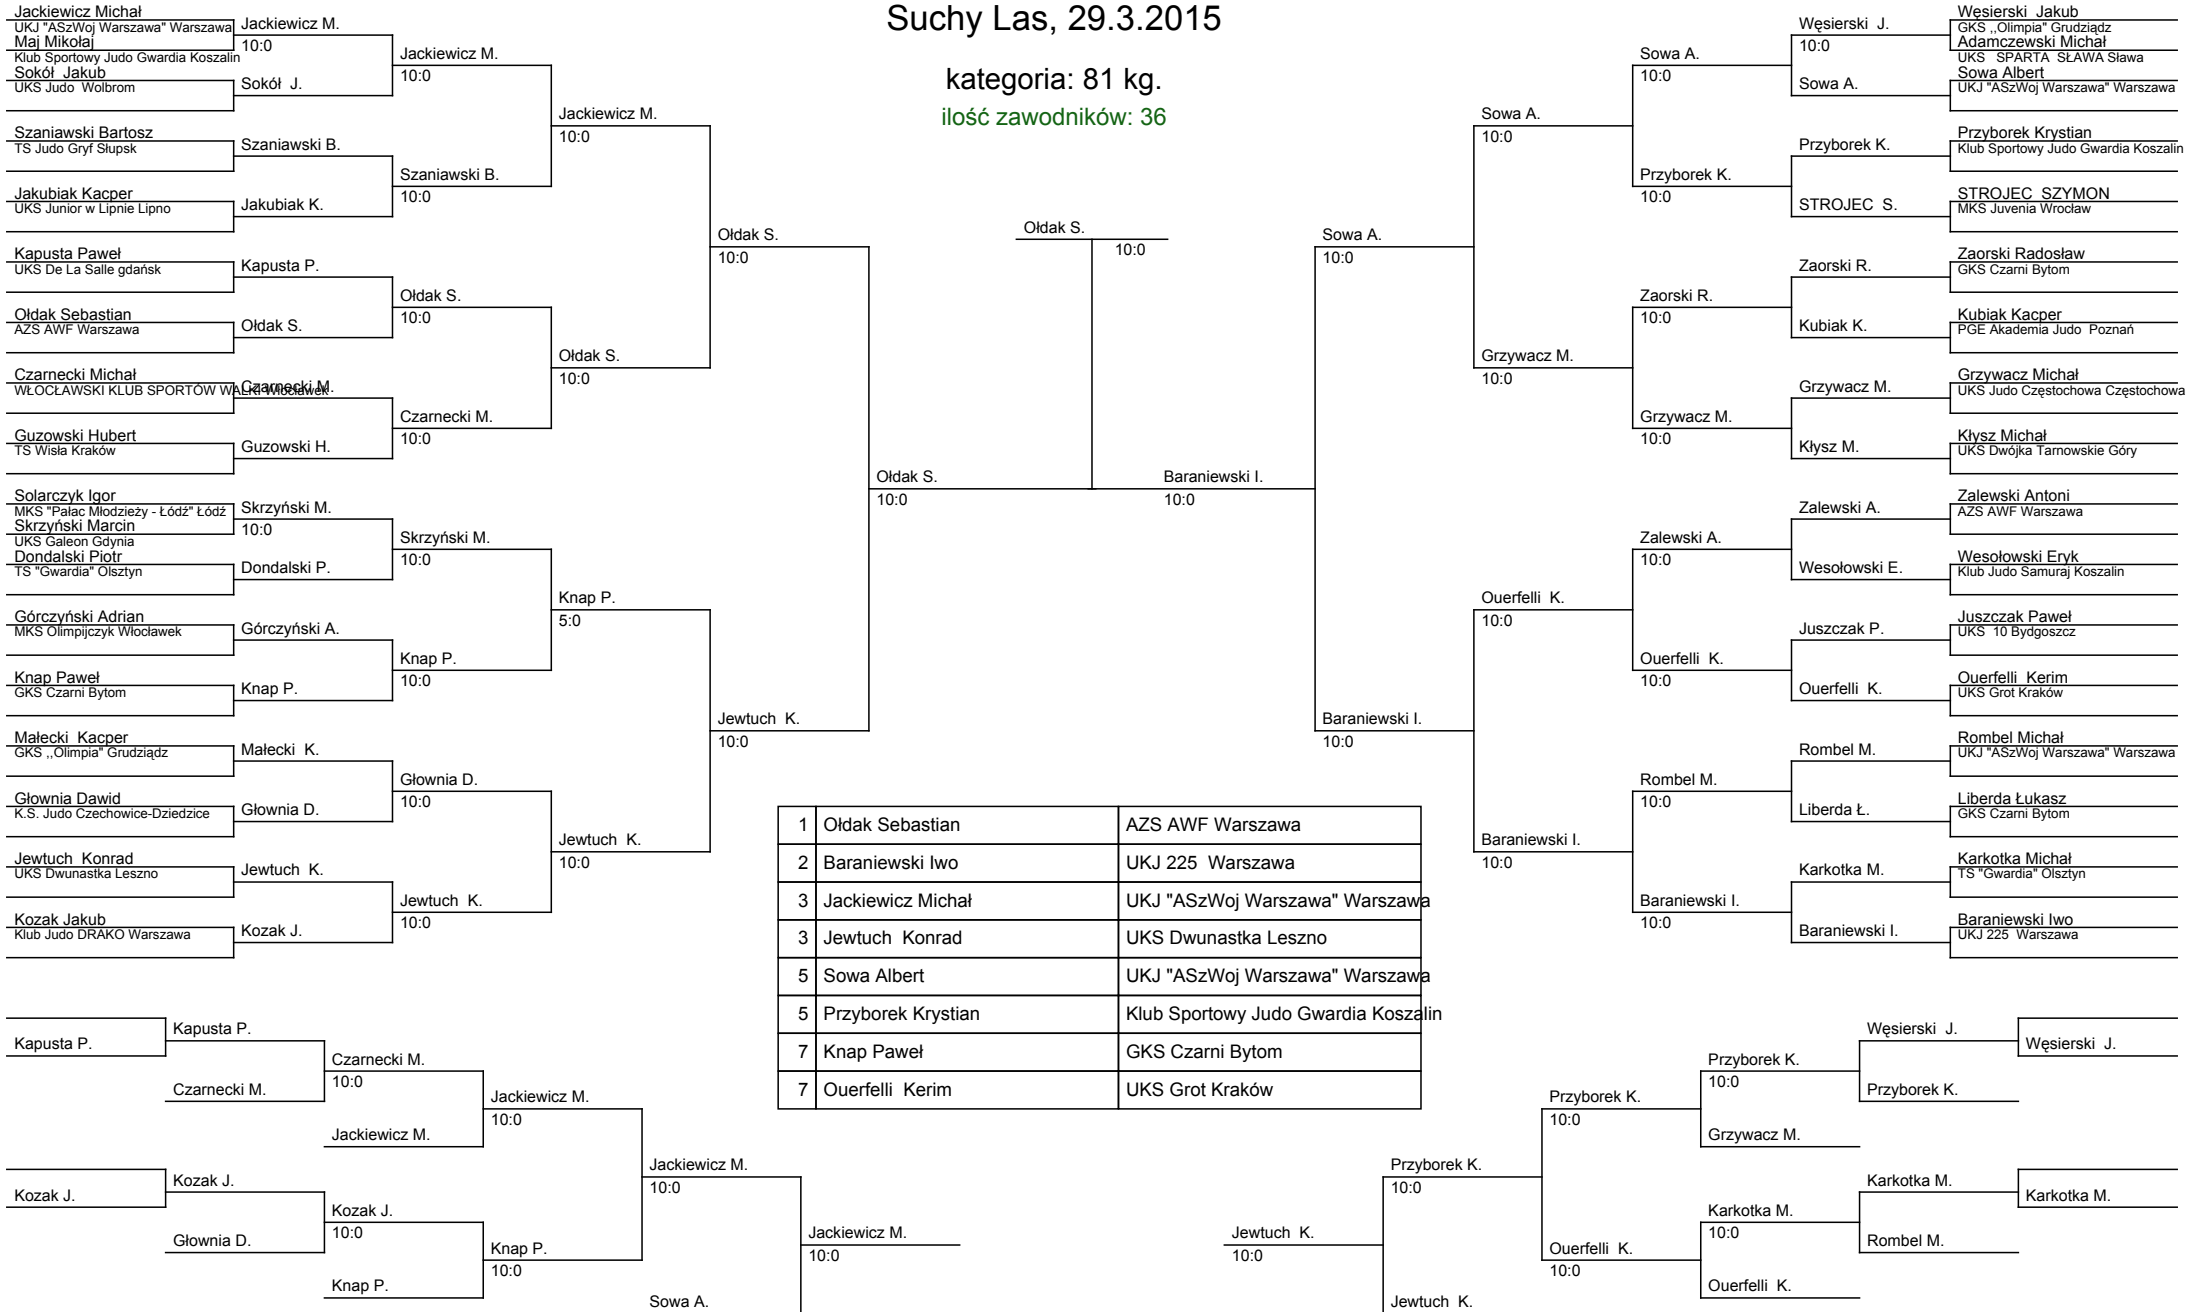 Suchy Las, 29.3.2015
kategoria: 81 kg.
ilość zawodników: 36
Jackiewicz Michał
UKJ "ASzWoj Warszawa" Warszawa
Maj Mikołaj
Klub Sportowy Judo Gwardia Koszalin
Sokół  Jakub
UKS Judo  Wolbrom
Szaniawski Bartosz
TS Judo Gryf Słupsk
Jakubiak Kacper
UKS Junior w Lipnie Lipno
Kapusta Paweł
UKS De La Salle gdańsk
Ołdak Sebastian
AZS AWF Warszawa
Czarnecki Michał
WŁOCŁAWSKI KLUB SPORTÓW WALKI Włocławek
Guzowski Hubert
TS Wisła Kraków
Solarczyk Igor
MKS "Pałac Młodzieży - Łódź" Łódź
Skrzyński Marcin
UKS Galeon Gdynia
Dondalski Piotr
TS "Gwardia" Olsztyn
Górczyński Adrian
MKS Olimpijczyk Włocławek
Knap Paweł
GKS Czarni Bytom
Małecki  Kacper
GKS ,,Olimpia" Grudziądz
Głownia Dawid
K.S. Judo Czechowice-Dziedzice
Jewtuch  Konrad
UKS Dwunastka Leszno
Kozak Jakub
Klub Judo DRAKO Warszawa
Jackiewicz M.
10:0
Sokół  J.
Szaniawski B.
Jakubiak K.
Kapusta P.
Ołdak S.
Czarnecki M.
Guzowski H.
Skrzyński M.
10:0
Dondalski P.
Górczyński A.
Knap P.
Małecki  K.
Głownia D.
Jewtuch  K.
Kozak J.
Jackiewicz M.
10:0
Szaniawski B.
10:0
Ołdak S.
10:0
Czarnecki M.
10:0
Skrzyński M.
10:0
Knap P.
10:0
Głownia D.
10:0
Jewtuch  K.
10:0
Jackiewicz M.
10:0
Ołdak S.
10:0
Knap P.
5:0
Jewtuch  K.
10:0
Ołdak S.
10:0
Jewtuch  K.
10:0
Ołdak S.
10:0
Ołdak S.
10:0
Baraniewski I.
10:0
Sowa A.
10:0
Baraniewski I.
10:0
Sowa A.
10:0
Grzywacz M.
10:0
Ouerfelli  K.
10:0
Baraniewski I.
10:0
Sowa A.
10:0
Przyborek K.
10:0
Zaorski R.
10:0
Grzywacz M.
10:0
Zalewski A.
10:0
Ouerfelli  K.
10:0
Rombel M.
10:0
Baraniewski I.
10:0
Węsierski  J.
10:0
Sowa A.
Przyborek K.
STROJEC  S.
Zaorski R.
Kubiak K.
Grzywacz M.
Kłysz M.
Zalewski A.
Wesołowski E.
Juszczak P.
Ouerfelli  K.
Rombel M.
Liberda Ł.
Karkotka M.
Baraniewski I.
Węsierski  Jakub
GKS ,,Olimpia" Grudziądz
Adamczewski Michał
UKS   SPARTA  SŁAWA Sława
Sowa Albert
UKJ "ASzWoj Warszawa" Warszawa
Przyborek Krystian
Klub Sportowy Judo Gwardia Koszalin
STROJEC  SZYMON
MKS Juvenia Wrocław
Zaorski Radosław
GKS Czarni Bytom
Kubiak Kacper
PGE Akademia Judo  Poznań
Grzywacz Michał
UKS Judo Częstochowa Częstochowa
Kłysz Michał
UKS Dwójka Tarnowskie Góry
Zalewski Antoni
AZS AWF Warszawa
Wesołowski Eryk
Klub Judo Samuraj Koszalin
Juszczak Paweł
UKS  10 Bydgoszcz
Ouerfelli  Kerim
UKS Grot Kraków
Rombel Michał
UKJ "ASzWoj Warszawa" Warszawa
Liberda Łukasz
GKS Czarni Bytom
Karkotka Michał
TS "Gwardia" Olsztyn
Baraniewski Iwo
UKJ 225  Warszawa
1 Ołdak Sebastian AZS AWF Warszawa
2 Baraniewski Iwo UKJ 225  Warszawa
3 Jackiewicz Michał UKJ "ASzWoj Warszawa" Warszawa
3 Jewtuch  Konrad UKS Dwunastka Leszno
5 Sowa Albert UKJ "ASzWoj Warszawa" Warszawa
5 Przyborek Krystian Klub Sportowy Judo Gwardia Koszalin
7 Knap Paweł GKS Czarni Bytom
7 Ouerfelli  Kerim UKS Grot Kraków
Kapusta P.
Kozak J.
Kapusta P.
Czarnecki M.
Kozak J.
Głownia D.
Czarnecki M.
10:0
Jackiewicz M.
Kozak J.
10:0
Knap P.
Jackiewicz M.
10:0
Knap P.
10:0
Jackiewicz M.
10:0
Sowa A.
Jackiewicz M.
10:0
Jewtuch  K.
10:0
Przyborek K.
10:0
Jewtuch  K.
Przyborek K.
10:0
Ouerfelli  K.
10:0
Przyborek K.
10:0
Grzywacz M.
Karkotka M.
10:0
Ouerfelli  K.
Węsierski  J.
Przyborek K.
Karkotka M.
Rombel M.
Węsierski  J.
Karkotka M.